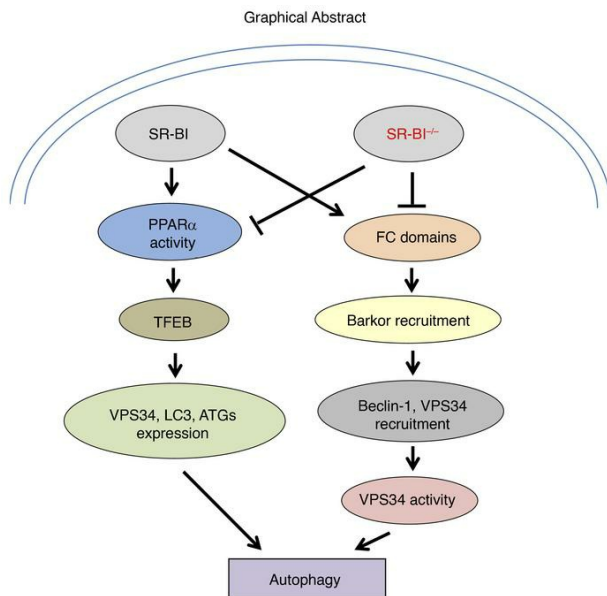 Graphical Abstract
SR-BI
SR-BI⁻/⁻
PPARα
activity
FC domains
TFEB
Barkor recruitment
VPS34, LC3, ATGs
expression
Beclin-1, VPS34
recruitment
VPS34 activity
Autophagy